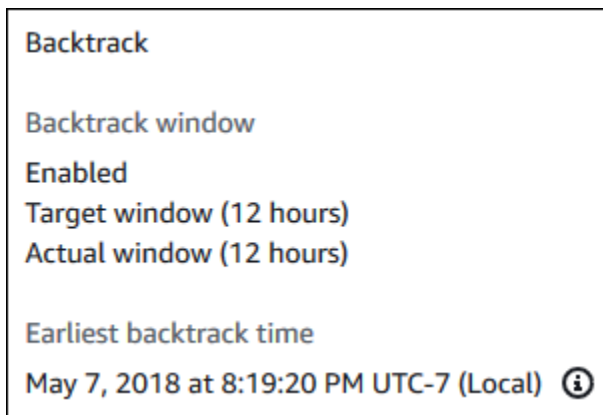 Backtrack
Backtrack window
Enabled
Target window (12 hours)
Actual window (12 hours)
Earliest backtrack time
May 7, 2018 at 8:19:20 PM UTC-7 (Local)